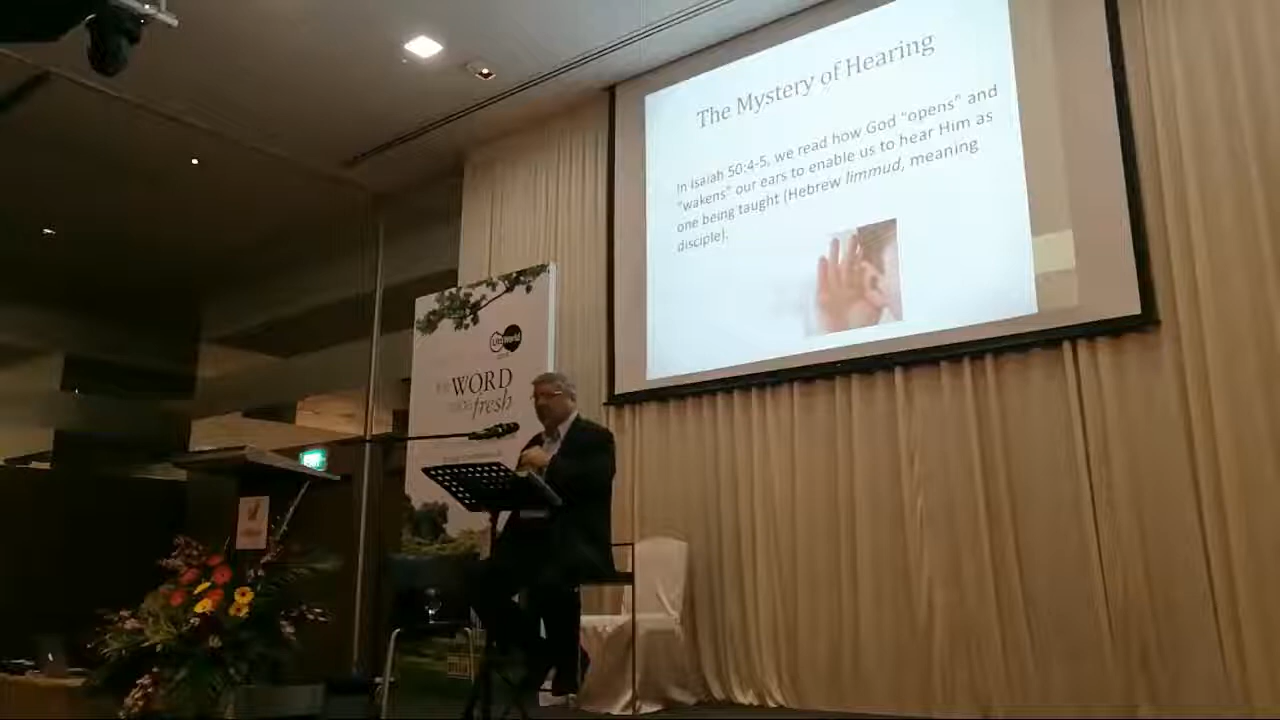 The Mystery of Hearing
In Isaiah 50:4-5, we read how God "opens" and
"wakens" our ears to enable us to hear Him as
one being taught (Hebrew limmud, meaning
disciple).
WORD
fresh